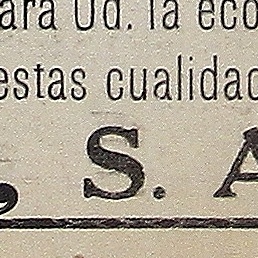 ara Ud. la eco
estas cualidad
, S. A